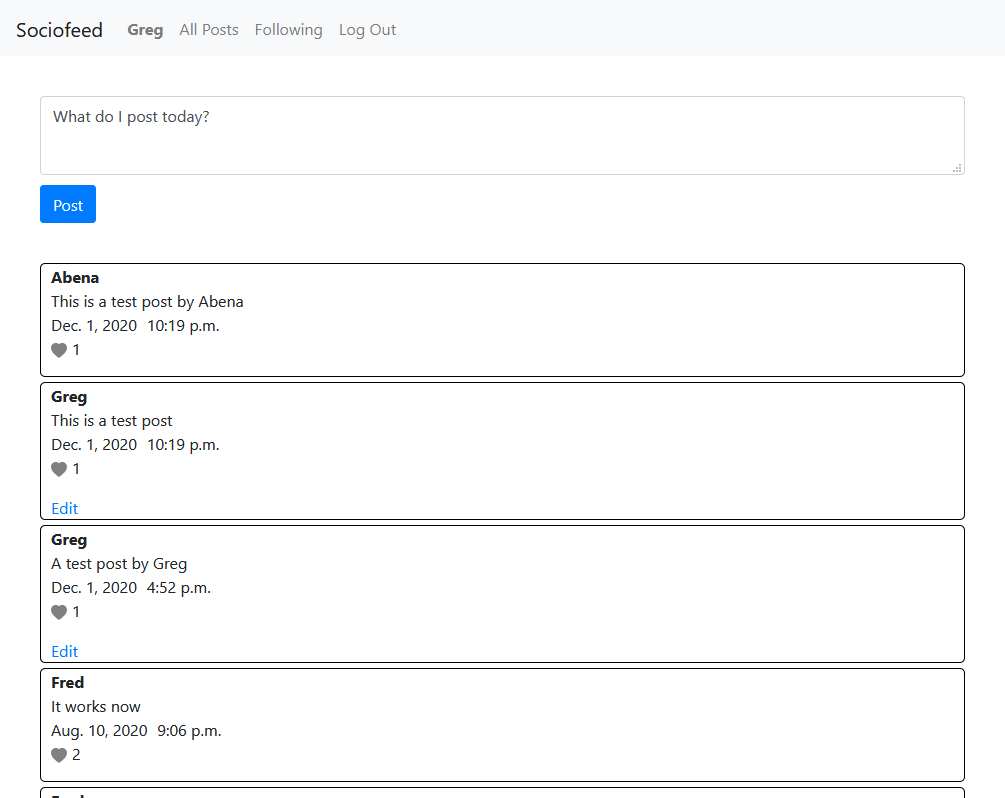 Sociofeed Greg All Posts Following Log Out
What do I post today?
Post
Abena
This is a test post by Abena
Dec. 1, 2020 10:19 p.m.
1
Greg
This is a test post
Dec. 1, 2020 10:19 p.m.
1
Edit
Greg
A test post by Greg
Dec. 1, 2020 4:52 p.m.
1
Edit
Fred
It works now
Aug. 10, 2020 9:06 p.m.
2